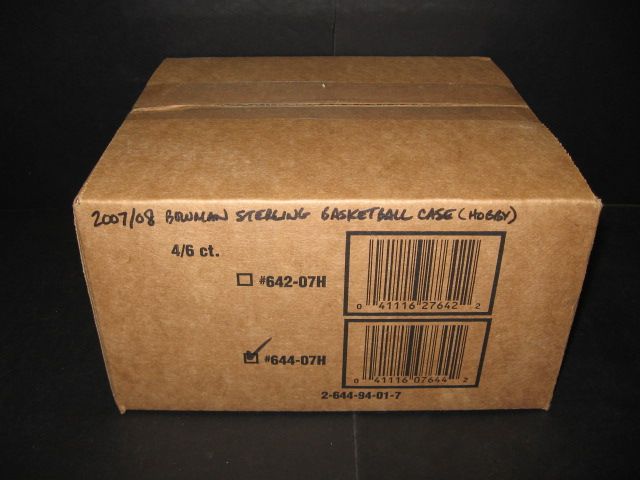 2007/08 BOWMAN STERLING BASKETBALL CASE (HOBBY)
4/6 ct.
#642-07H
0 41116 27642 2
#644-07H
0 41116 07644 2
2-644-94-01-7